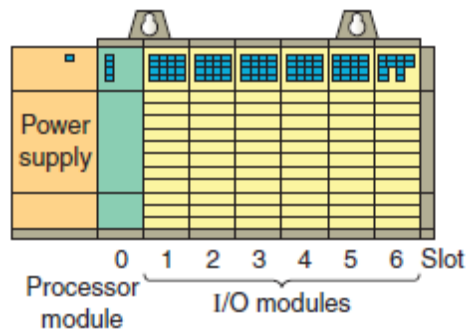 Power
supply
0 1 2 3 4 5 6 Slot
Processor
module
I/O modules